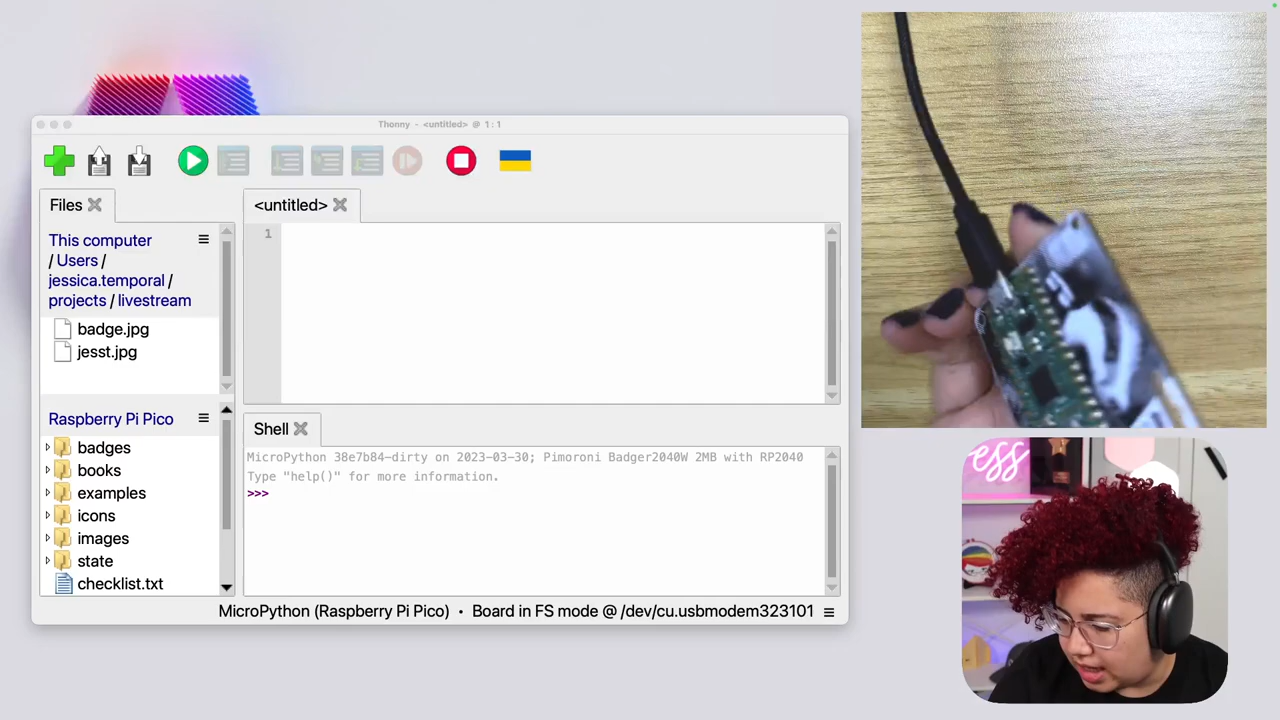 Thonny - <untitled> @ 1:1
Files
This computer
/ Users /
jessica.temporal /
projects / livestream
badge.jpg
jesst.jpg
Raspberry Pi Pico
badges
books
examples
icons
images
state
checklist.txt
<untitled>
1
Shell
MicroPython 38e7b84-dirty on 2023-03-30; Pimoroni Badger2040W 2MB with RP2040
Type "help()" for more information.
>>>
MicroPython (Raspberry Pi Pico) • Board in FS mode @ /dev/cu.usbmodem323101
ess